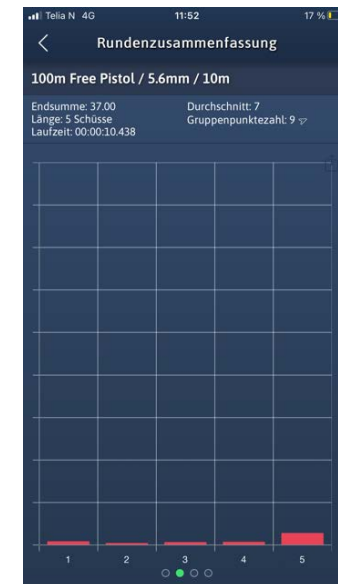 Telia N 4G 11:52 17 %
Rundenzusammenfassung
100m Free Pistol / 5.6mm / 10m
Endsumme: 37.00 Durchschnitt: 7
Länge: 5 Schüsse Gruppenpunktezahl: 9
Laufzeit: 00:00:10.438
1 2 3 4 5